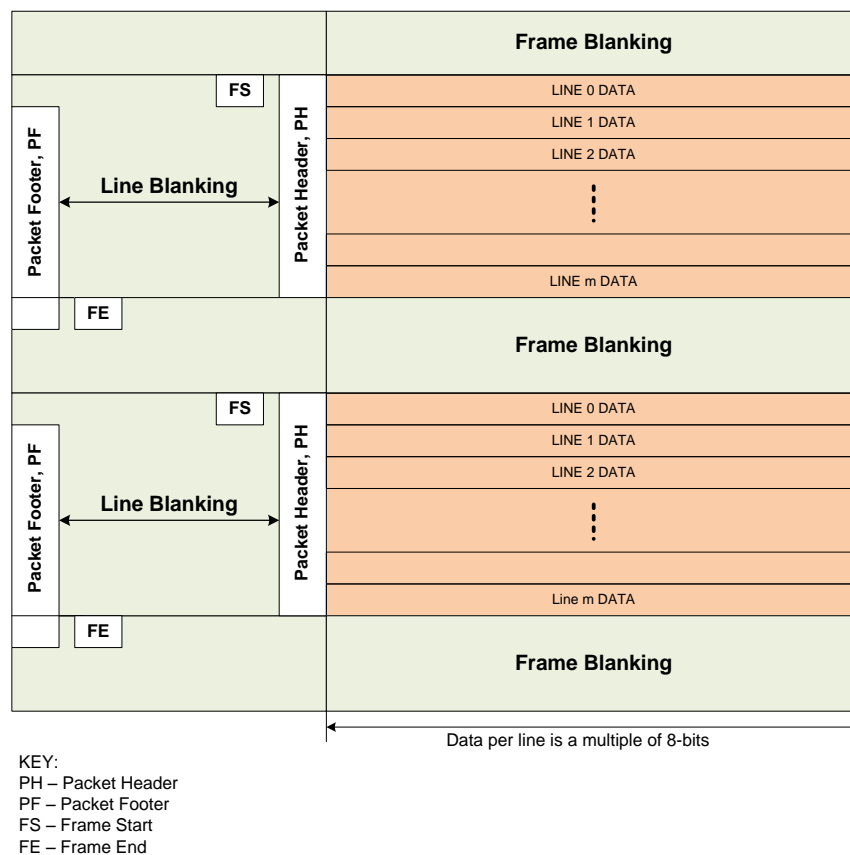 Frame Blanking
FS
LINE 0 DATA
LINE 1 DATA
LINE 2 DATA
Packet Footer, PF
Line Blanking
Packet Header, PH
LINE m DATA
FE
Frame Blanking
FS
LINE 0 DATA
LINE 1 DATA
LINE 2 DATA
Packet Footer, PF
Line Blanking
Packet Header, PH
Line m DATA
FE
Frame Blanking
Data per line is a multiple of 8-bits
KEY:
PH – Packet Header
PF – Packet Footer
FS – Frame Start
FE – Frame End